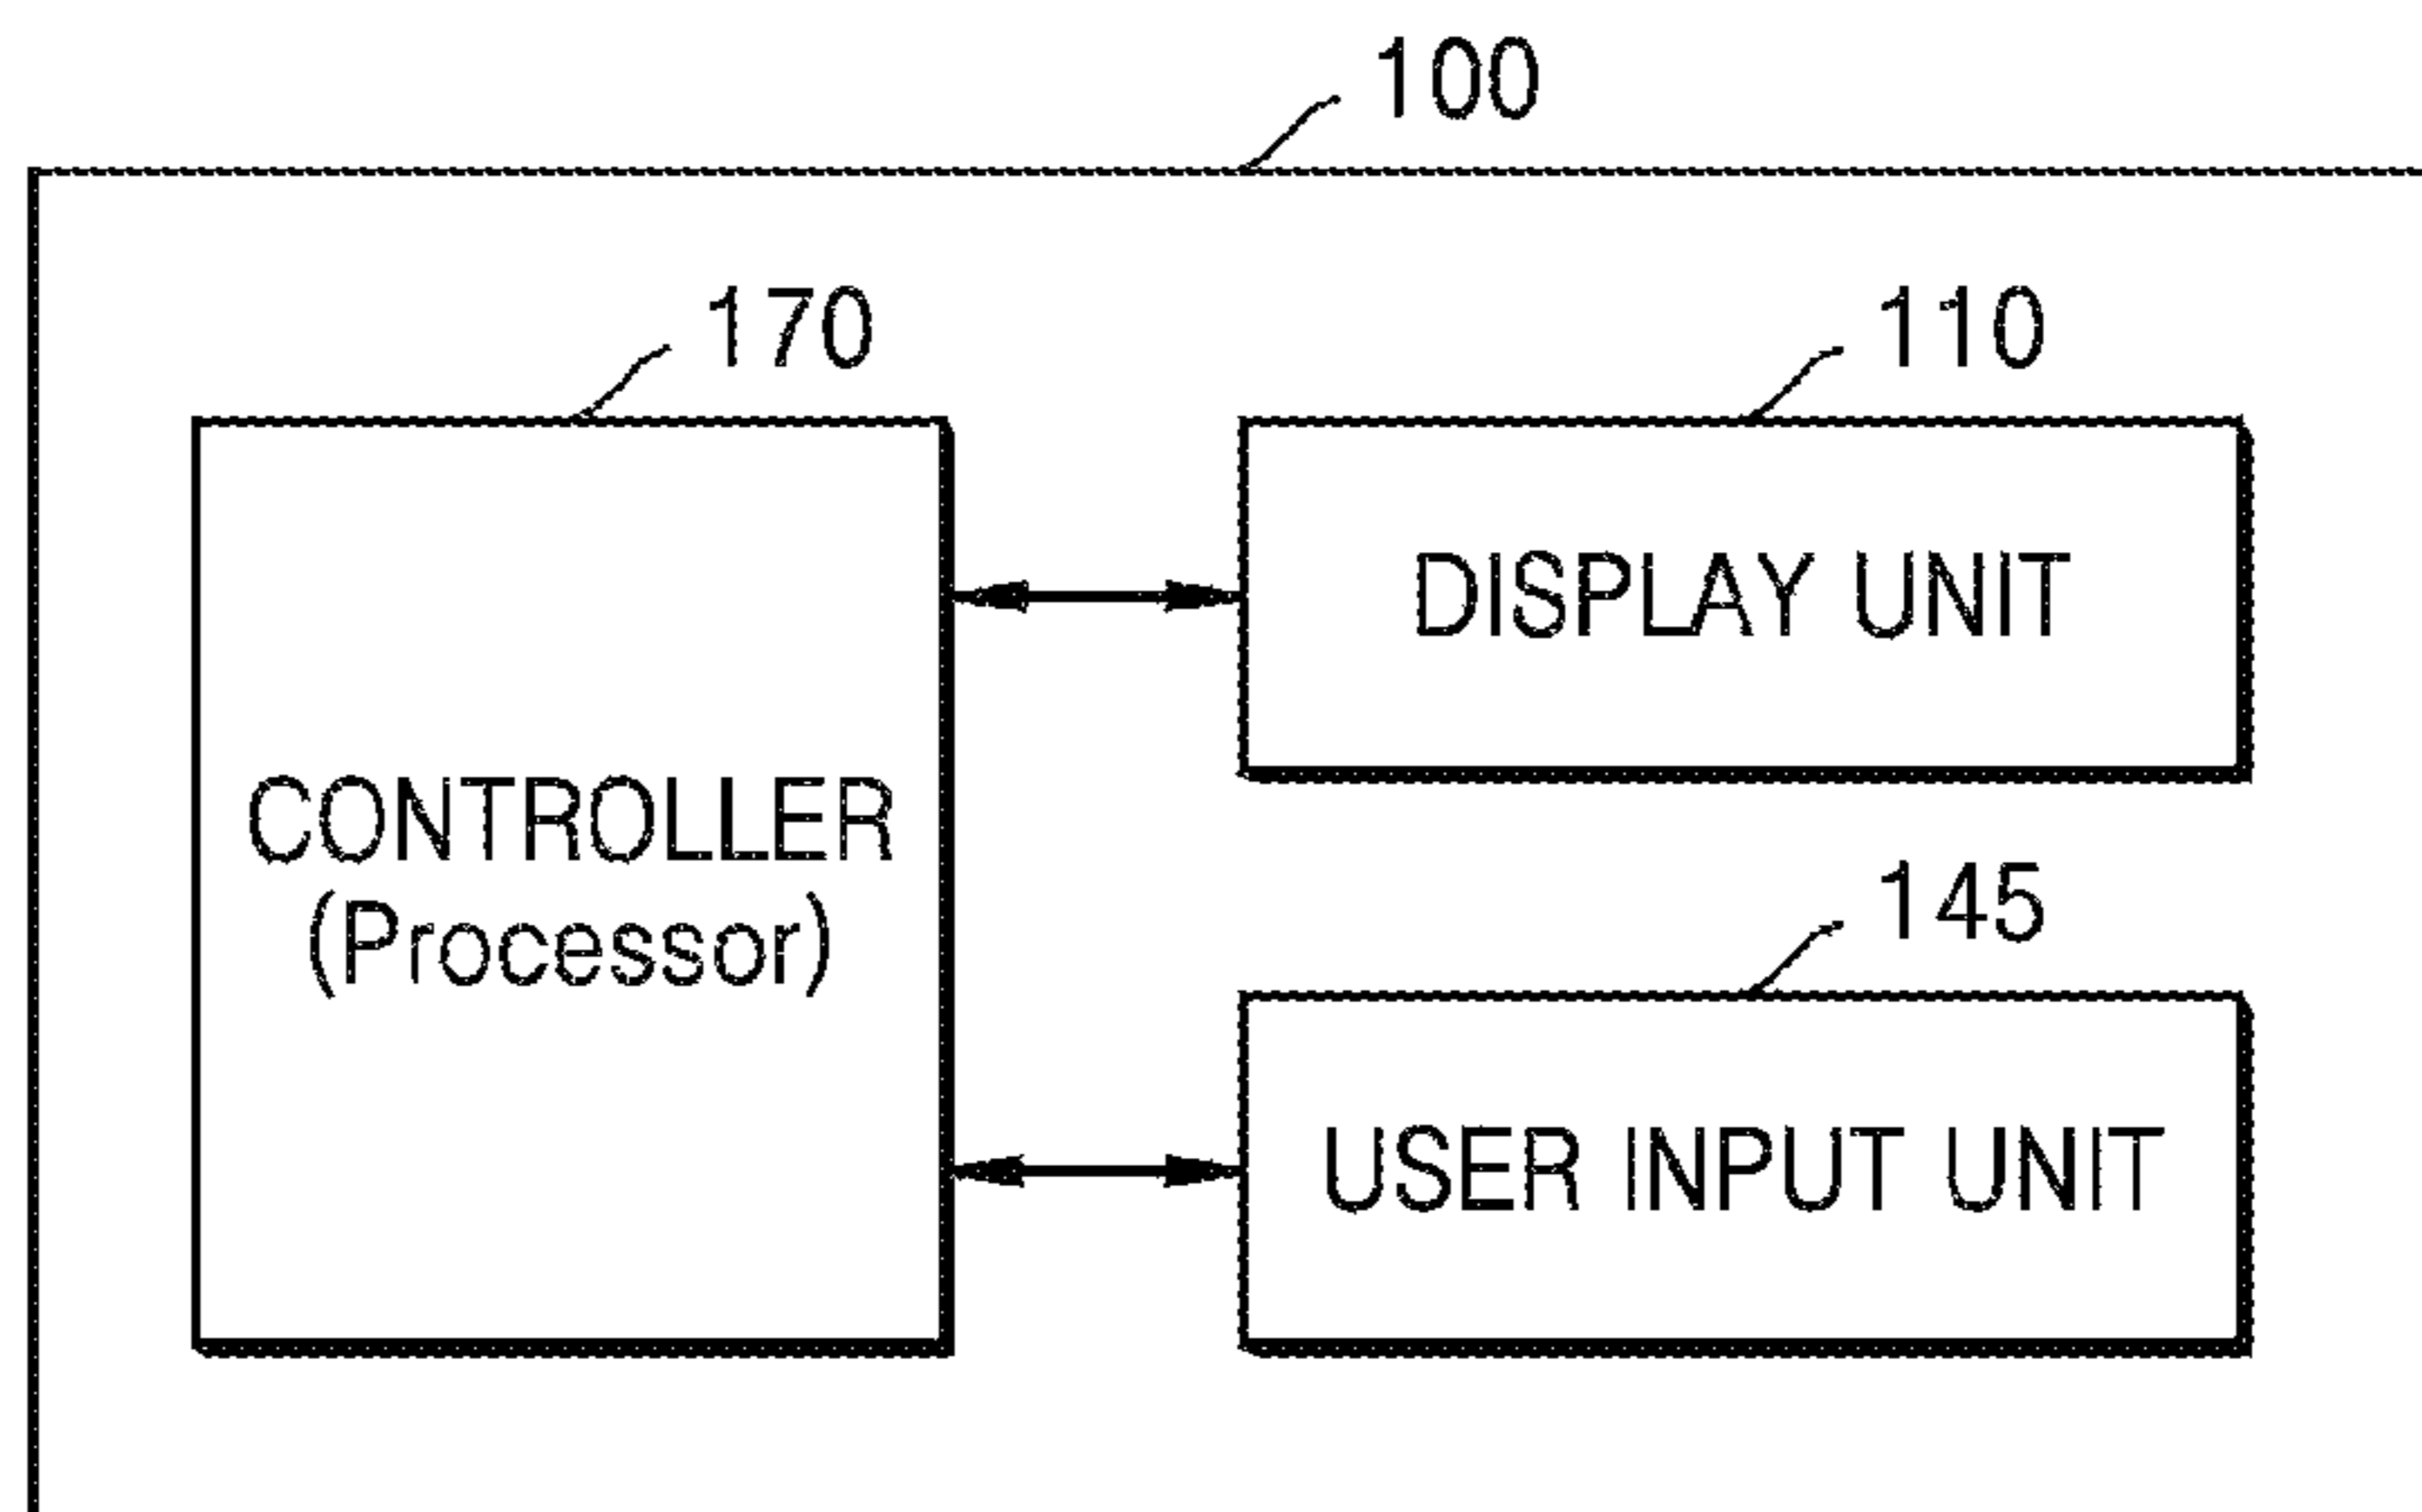 100
170
110
DISPLAY UNIT
CONTROLLER
(Processor)
145
USER INPUT UNIT